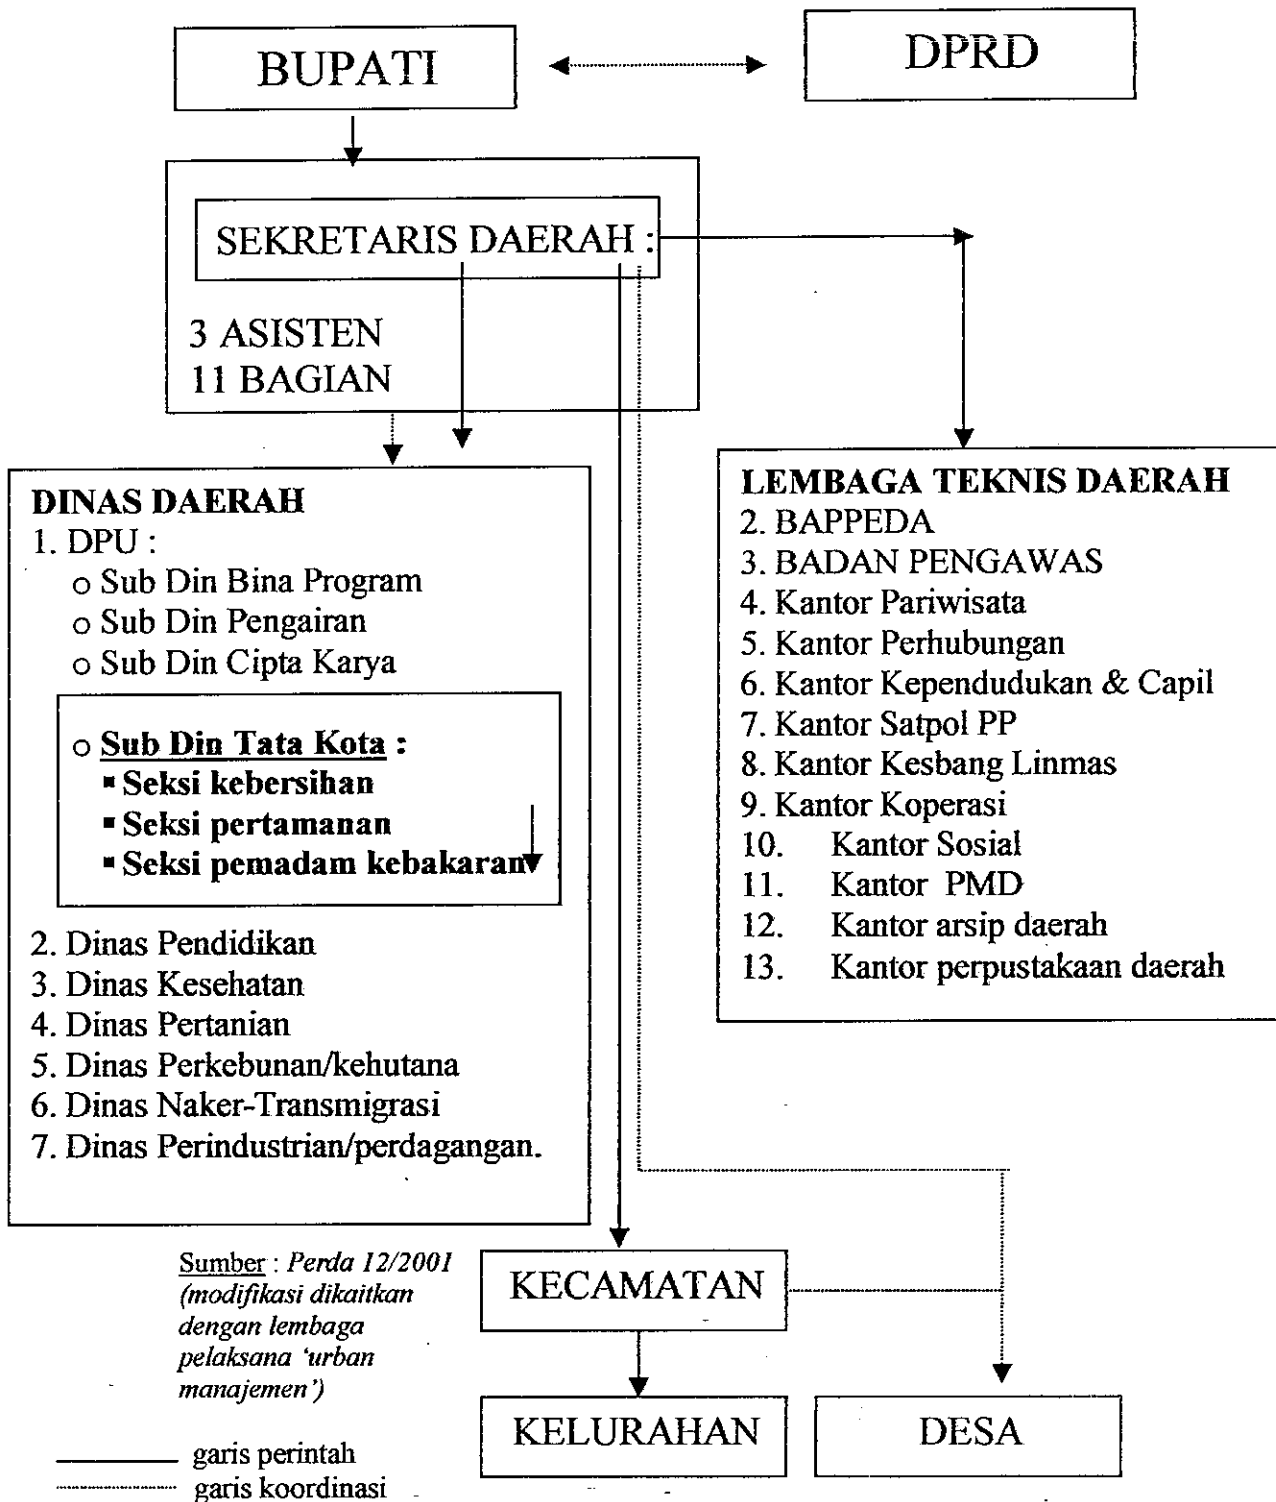 BUPATI
DPRD
SEKRETARIS DAERAH :
3 ASISTEN
11 BAGIAN
DINAS DAERAH
1. DPU :
o Sub Din Bina Program
o Sub Din Pengairan
o Sub Din Cipta Karya
o Sub Din Tata Kota :
▪ Seksi kebersihan
▪ Seksi pertamanan
▪ Seksi pemadam kebakaran
2. Dinas Pendidikan
3. Dinas Kesehatan
4. Dinas Pertanian
5. Dinas Perkebunan/kehutana
6. Dinas Naker-Transmigrasi
7. Dinas Perindustrian/perdagangan.
LEMBAGA TEKNIS DAERAH
2. BAPPEDA
3. BADAN PENGAWAS
4. Kantor Pariwisata
5. Kantor Perhubungan
6. Kantor Kependudukan & Capil
7. Kantor Satpol PP
8. Kantor Kesbang Linmas
9. Kantor Koperasi
10. Kantor Sosial
11. Kantor PMD
12. Kantor arsip daerah
13. Kantor perpustakaan daerah
Sumber : Perda 12/2001
(modifikasi dikaitkan
dengan lembaga
pelaksana ‘urban
manajemen’)
KECAMATAN
KELURAHAN
DESA
garis perintah
garis koordinasi